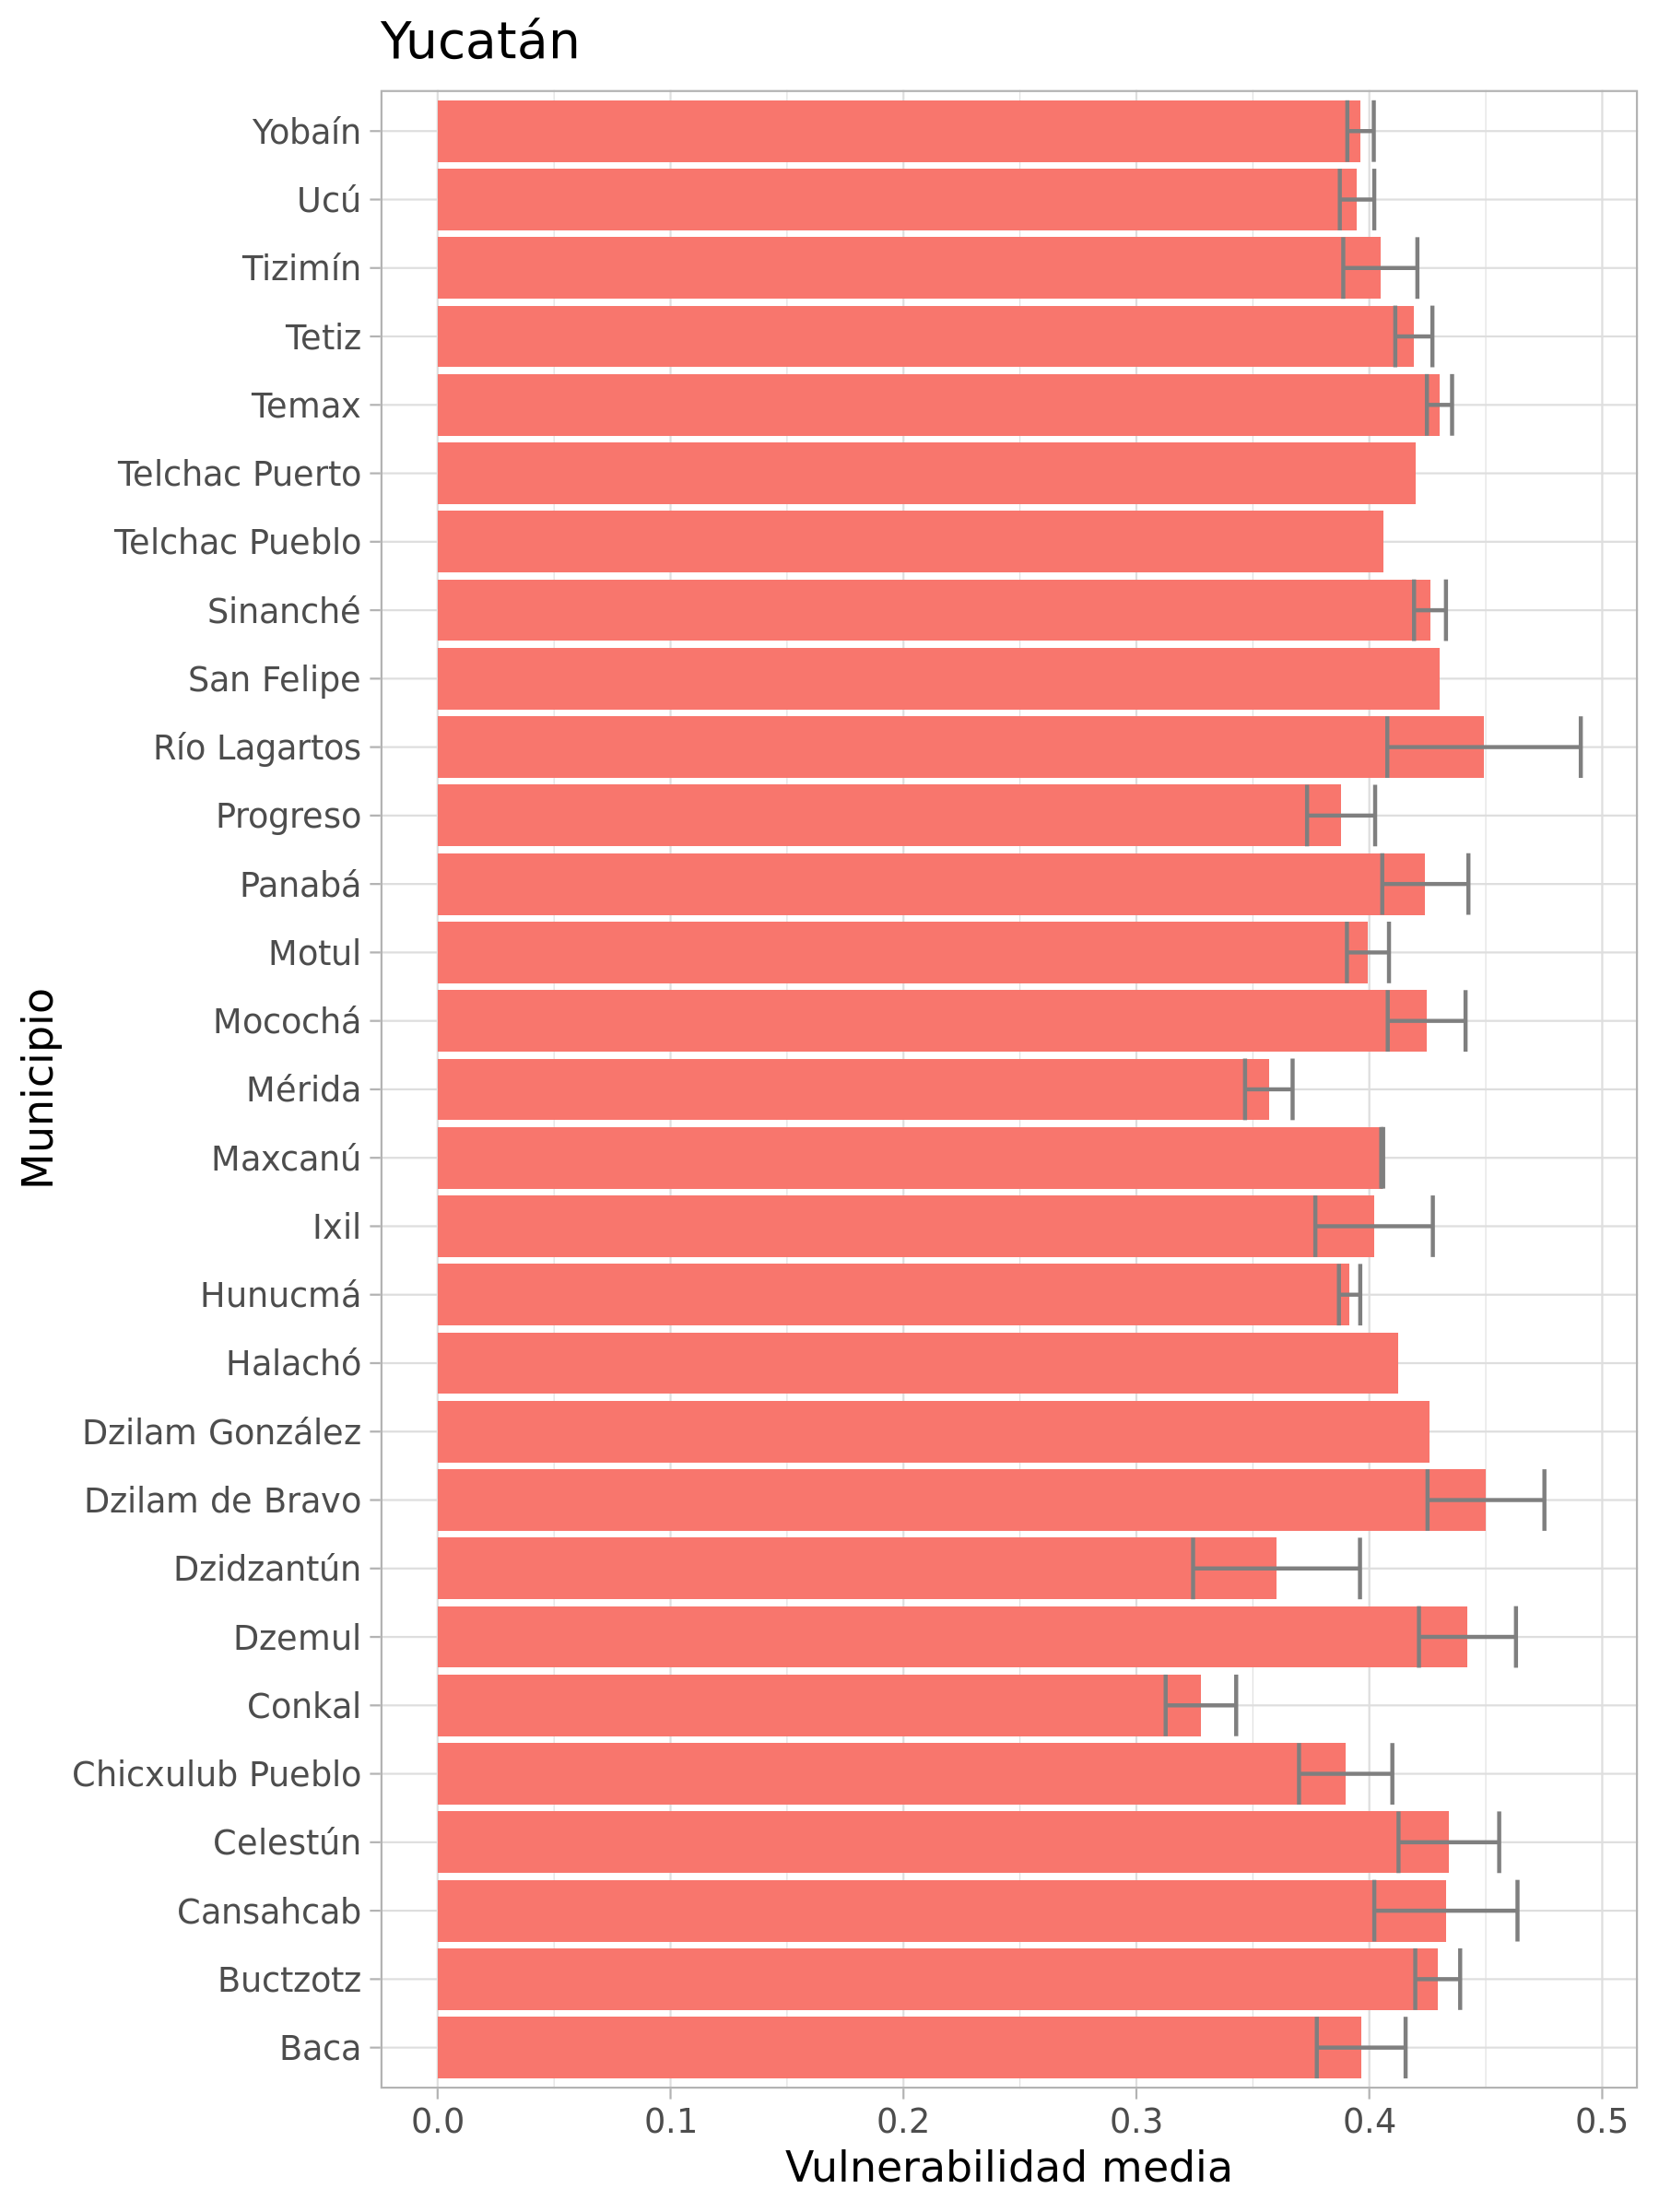 Yucatán
Municipio
Yobaín
Ucú
Tizimín
Tetiz
Temax
Telchac Puerto
Telchac Pueblo
Sinanché
San Felipe
Río Lagartos
Progreso
Panabá
Motul
Mocochá
Mérida
Maxcanú
Ixil
Hunucmá
Halachó
Dzilam González
Dzilam de Bravo
Dzidzantún
Dzemul
Conkal
Chicxulub Pueblo
Celestún
Cansahcab
Buctzotz
Baca
0.0 0.1 0.2 0.3 0.4 0.5
Vulnerabilidad media